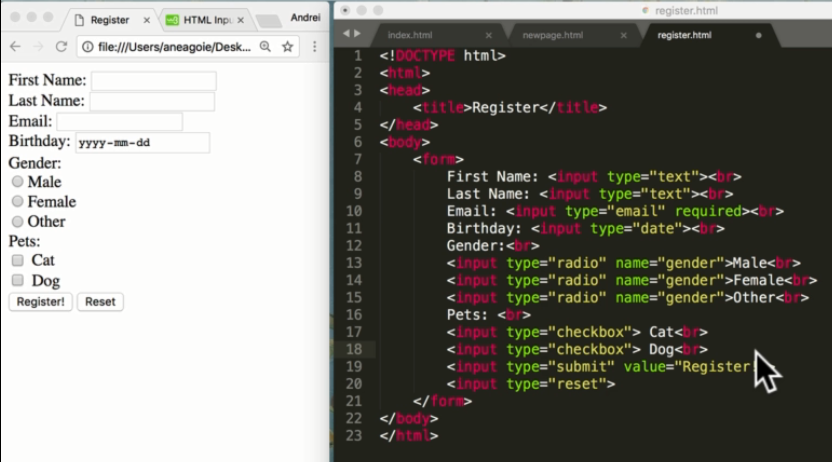 Register
HTML Inpu
Andrei
file:///Users/aneagoie/Desk...
First Name:
Last Name:
Email:
Birthday: yyyy-mm-dd
Gender:
Male
Female
Other
Pets:
Cat
Dog
Register! Reset
register.html
index.html
newpage.html
register.html
1 <!DOCTYPE html>
2 <html>
3 <head>
4 <title>Register</title>
5 </head>
6 <body>
7 <form>
8 First Name: <input type="text"><br>
9 Last Name: <input type="text"><br>
10 Email: <input type="email" required><br>
11 Birthday: <input type="date"><br>
12 Gender:<br>
13 <input type="radio" name="gender">Male<br>
14 <input type="radio" name="gender">Female<br>
15 <input type="radio" name="gender">Other<br>
16 Pets: <br>
17 <input type="checkbox"> Cat<br>
18 <input type="checkbox"> Dog<br>
19 <input type="submit" value="Register
20 <input type="reset">
21 </form>
22 </body>
23 </html>